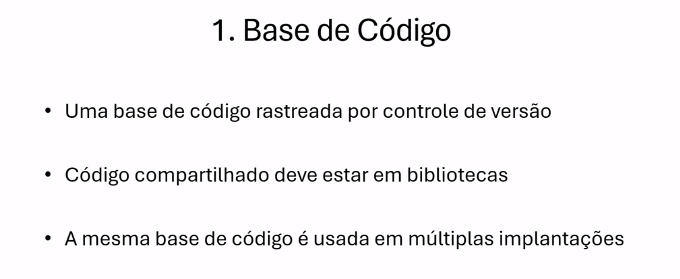 1. Base de Código
• Uma base de código rastreada por controle de versão
• Código compartilhado deve estar em bibliotecas
• A mesma base de código é usada em múltiplas implantações